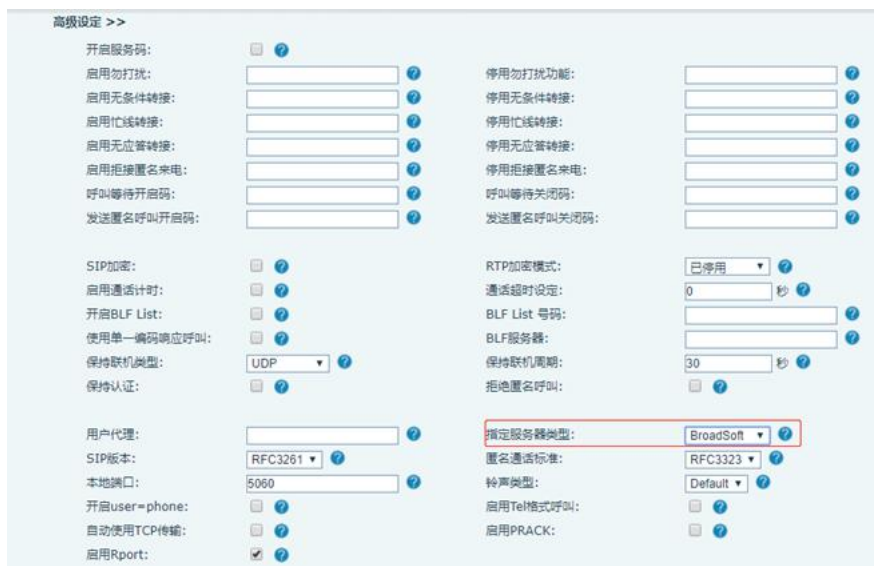 高级设定 >>
开启服务码:
启用勿打扰: 停用勿打扰功能:
启用无条件转接: 停用无条件转接:
启用忙线转接: 停用忙线转接:
启用无应答转接: 停用无应答转接:
启用拒接匿名来电: 停用拒接匿名来电:
呼叫等待开启码: 呼叫等待关闭码:
发送匿名呼叫开启码: 发送匿名呼叫关闭码:
SIP加密: RTP加密模式: 已停用
启用通话计时: 通话超时设定: 0 秒
开启BLF List: BLF List 号码:
使用单一编码响应呼叫: BLF服务器:
保持联机类型: UDP 保持联机周期: 30 秒
保持认证: 拒绝匿名呼叫:
用户代理: 指定服务器类型: BroadSoft
SIP版本: RFC3261 匿名通话标准: RFC3323
本地端口: 5060 铃声类型: Default
开启user=phone: 启用Tel格式呼叫:
自动使用TCP传输: 启用PRACK:
启用Rport: